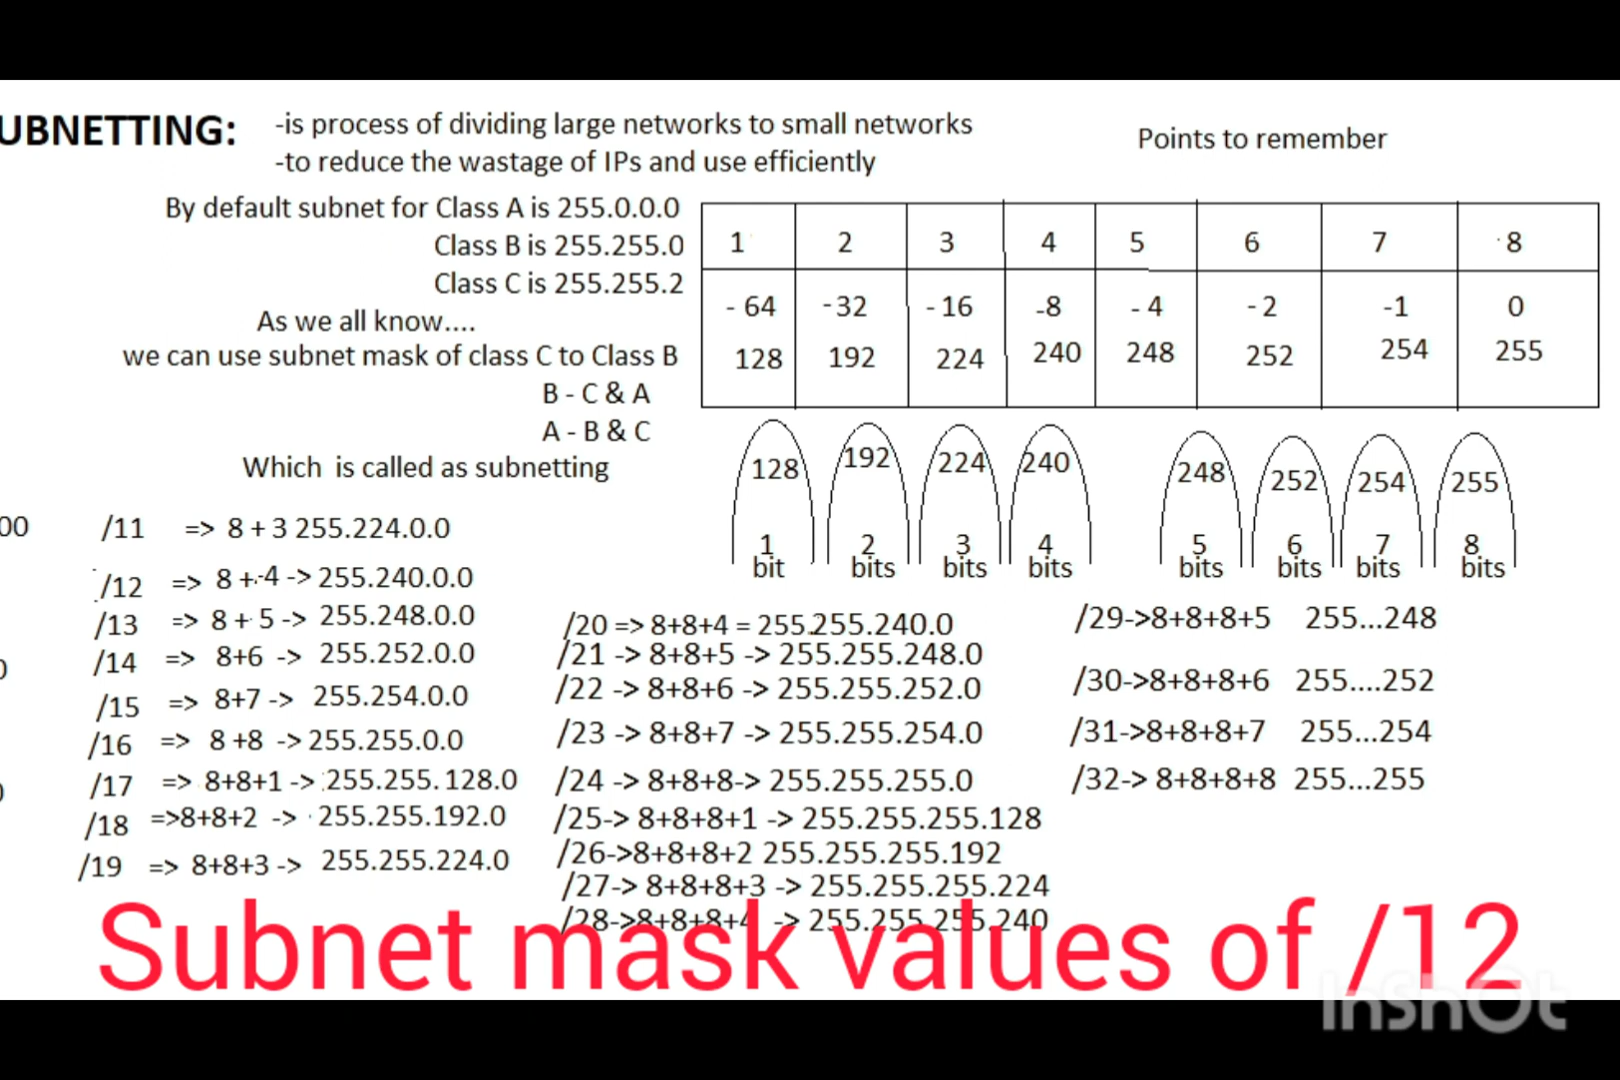 UBNETTING:
-is process of dividing large networks to small networks
-to reduce the wastage of IPs and use efficiently
Points to remember
By default subnet for Class A is 255.0.0.0
Class B is 255.255.0
Class C is 255.255.2
As we all know....
we can use subnet mask of class C to Class B
B - C & A
A - B & C
Which is called as subnetting
1 2 3 4 5 6 7 8
- 64 - 32 - 16 -8 - 4 - 2 -1 0
128 192 224 240 248 252 254 255
128 192 224 240 248 252 254 255
1 2 3 4 5 6 7 8
bit bits bits bits bits bits bits bits
00
/11 => 8 + 3 255.224.0.0
/12 => 8 + -4 -> 255.240.0.0
/13 => 8 + 5 -> 255.248.0.0
/14 => 8+6 -> 255.252.0.0
/15 => 8+7 -> 255.254.0.0
/16 => 8 +8 -> 255.255.0.0
/17 => 8+8+1 -> 255.255.128.0
/18 =>8+8+2 -> 255.255.192.0
/19 => 8+8+3 -> 255.255.224.0
/20 => 8+8+4 = 255.255.240.0
/21 -> 8+8+5 -> 255.255.248.0
/22 -> 8+8+6 -> 255.255.252.0
/23 -> 8+8+7 -> 255.255.254.0
/24 -> 8+8+8-> 255.255.255.0
/25-> 8+8+8+1 -> 255.255.255.128
/26->8+8+8+2 255.255.255.192
/27-> 8+8+8+3 -> 255.255.255.224
/28->8+8+8+4 -> 255.255.255.240
/29->8+8+8+5 255...248
/30->8+8+8+6 255....252
/31->8+8+8+7 255...254
/32-> 8+8+8+8 255...255
Subnet mask values of /12
InShOt